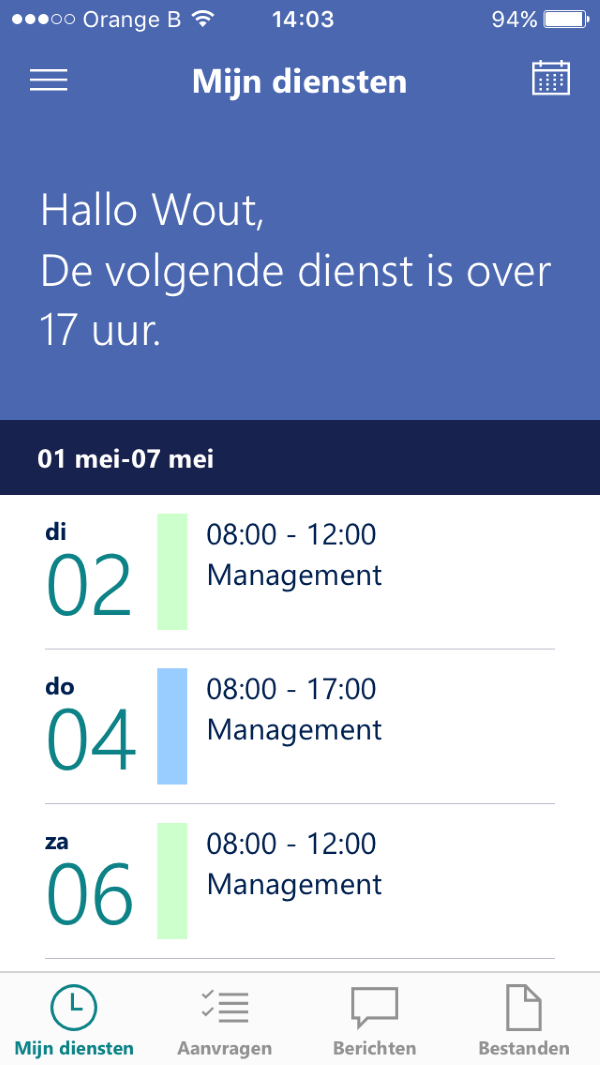 Orange B 14:03 94%
Mijn diensten
Hallo Wout,
De volgende dienst is over
17 uur.
01 mei-07 mei
di
02
08:00 - 12:00
Management
do
04
08:00 - 17:00
Management
za
06
08:00 - 12:00
Management
Mijn diensten Aanvragen Berichten Bestanden